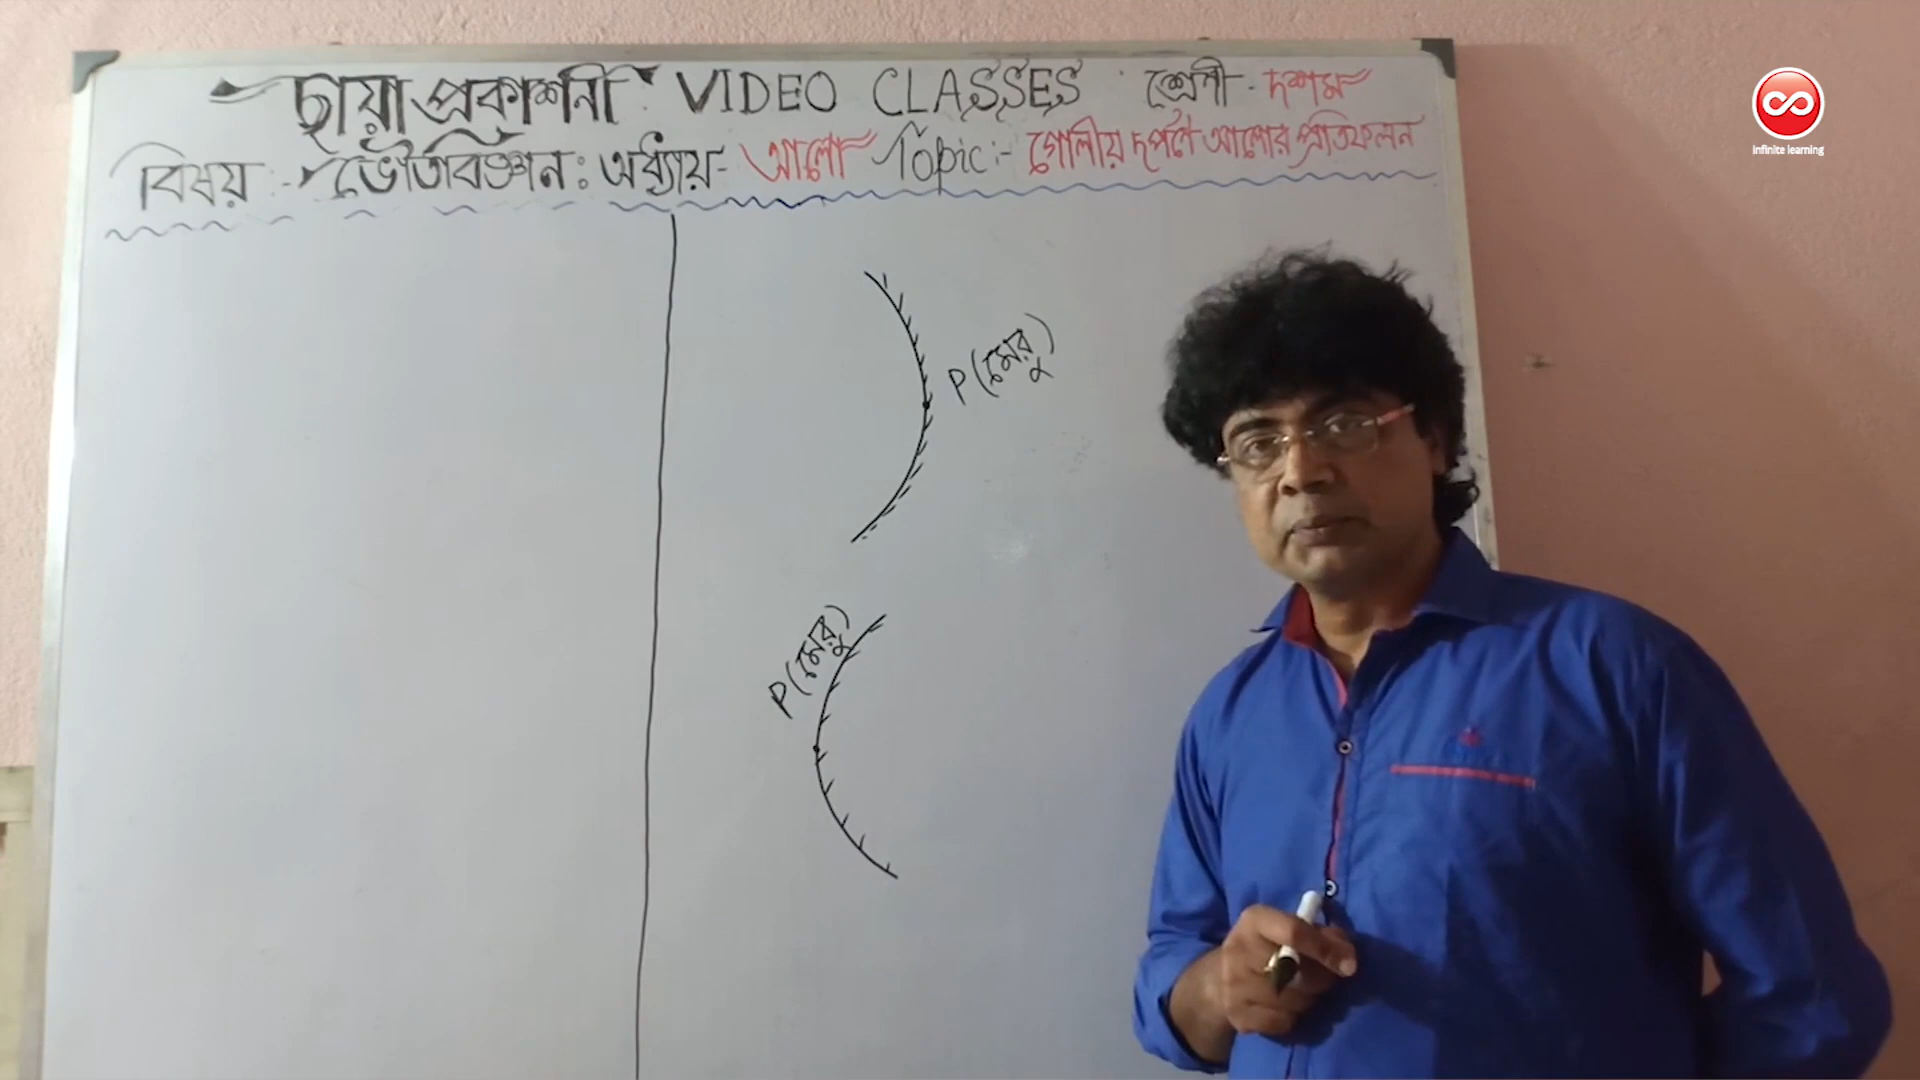 ছায়া প্রকাশনী VIDEO CLASSES শ্রেণী - দশম
বিষয় :- ভৌতবিজ্ঞান : অধ্যায় - আলো Topic :- গোলীয় দর্পণে আলোর প্রতিফলন
P (মেরু)
P (মেরু)
infinite learning